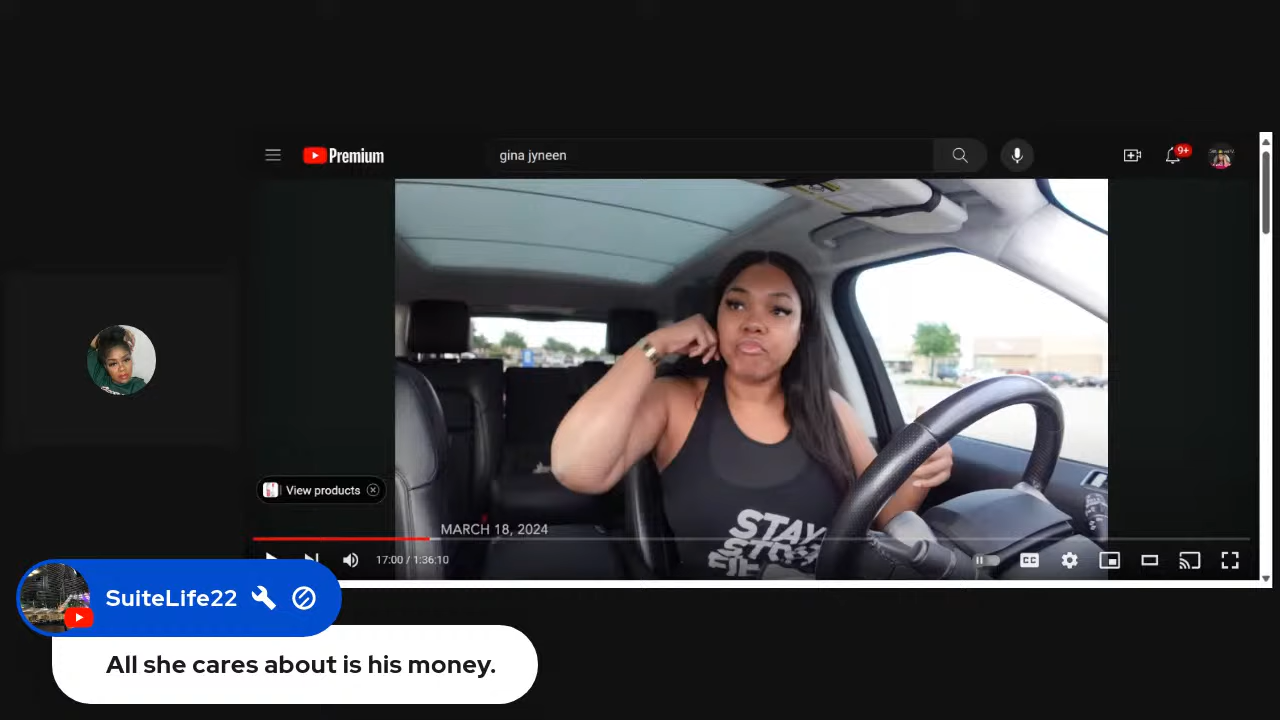 Premium
gina jyneen
9+
View products
MARCH 18, 2024
17:00 / 1:36:10
CC
STAY
SuiteLife22
All she cares about is his money.